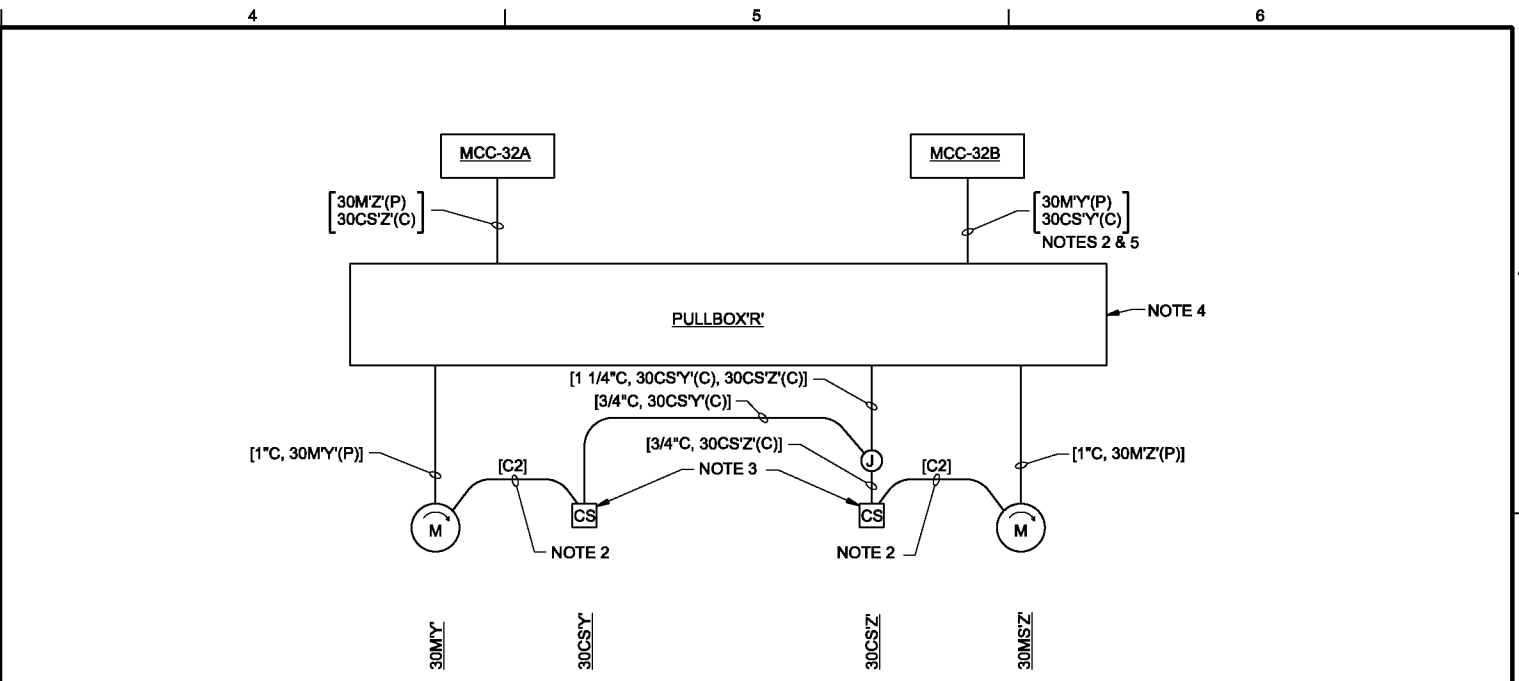 4 5 6
MCC-32A MCC-32B
30M'Z'(P)
30CS'Z'(C)
30M'Y'(P)
30CS'Y'(C)
NOTES 2 & 5
PULLBOX'R'
NOTE 4
[1 1/4"C, 30CS'Y'(C), 30CS'Z'(C)]
[3/4"C, 30CS'Y'(C)]
[3/4"C, 30CS'Z'(C)]
[1"C, 30M'Y'(P)]
[C2]
NOTE 3
J
[C2]
[1"C, 30M'Z'(P)]
M CS CS M
NOTE 2 NOTE 2
30M'Y'
30CS'Y'
30CS'Z'
30MS'Z'